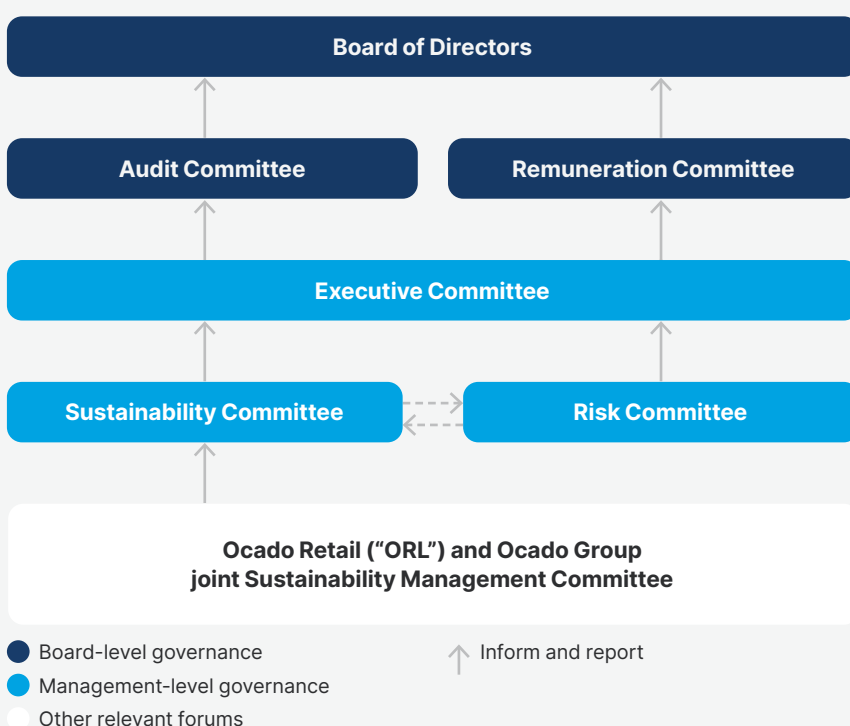 Board of Directors
Audit Committee
Remuneration Committee
Executive Committee
Sustainability Committee
Risk Committee
Ocado Retail (“ORL”) and Ocado Group
joint Sustainability Management Committee
Board-level governance
Inform and report
Management-level governance
Other relevant forums